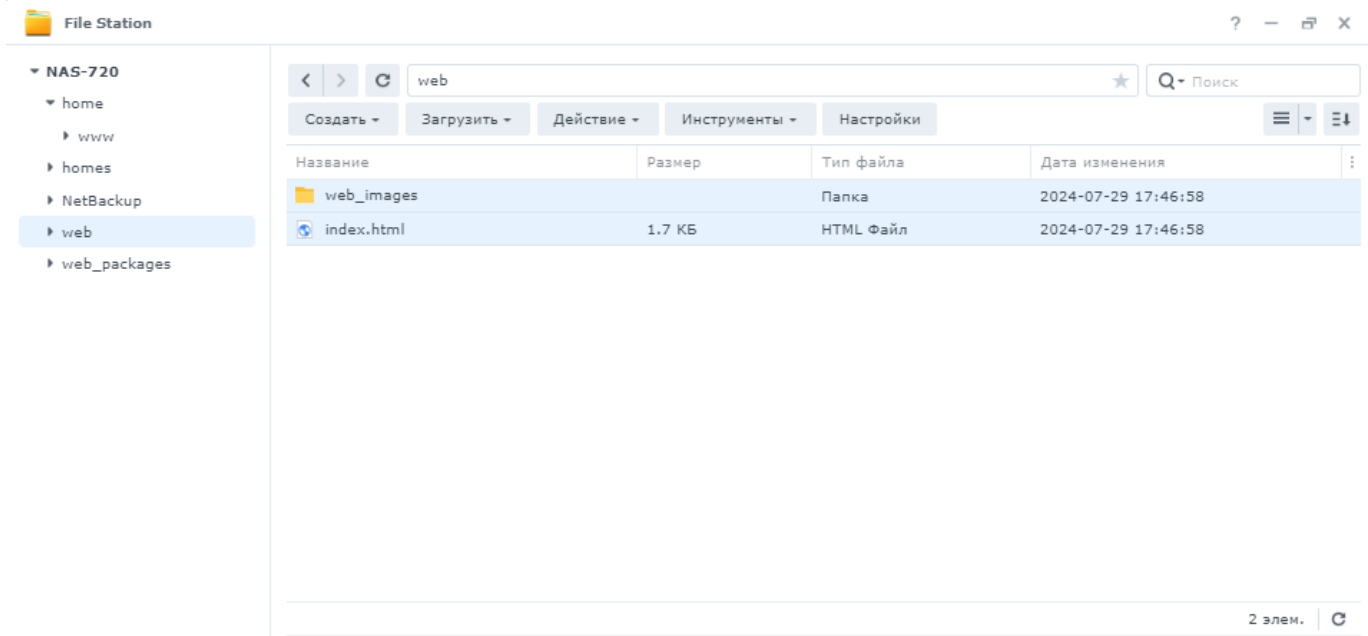 File Station
NAS-720
home
www
homes
NetBackup
web
web_packages
web
Поиск
Создать Загрузить Действие Инструменты Настройки
Название Размер Тип файла Дата изменения
web_images Папка 2024-07-29 17:46:58
index.html 1.7 КБ HTML Файл 2024-07-29 17:46:58
2 элем.